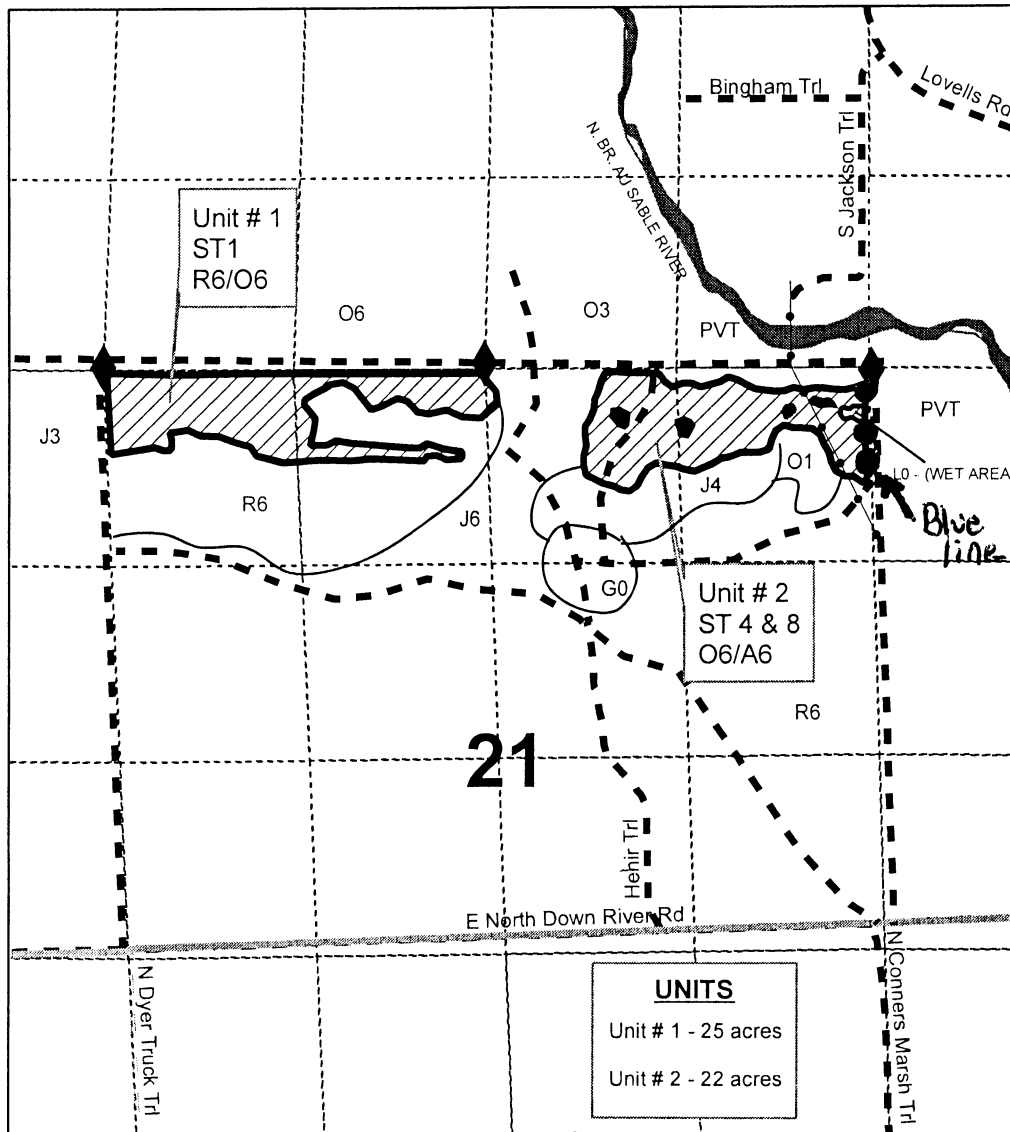 Bingham Trl
Lovells Rd
S Jackson Trl
N. BR. AU SABLE RIVER
Unit # 1
ST1
R6/O6
O6
O3
PVT
J3
PVT
L0 - (WET AREA
O1
J4
R6
J6
Blue
line
G0
Unit # 2
ST 4 & 8
O6/A6
R6
21
Hehir Trl
E North Down River Rd
N Dyer Truck Trl
N Conners Marsh Trl
UNITS
Unit # 1 - 25 acres
Unit # 2 - 22 acres